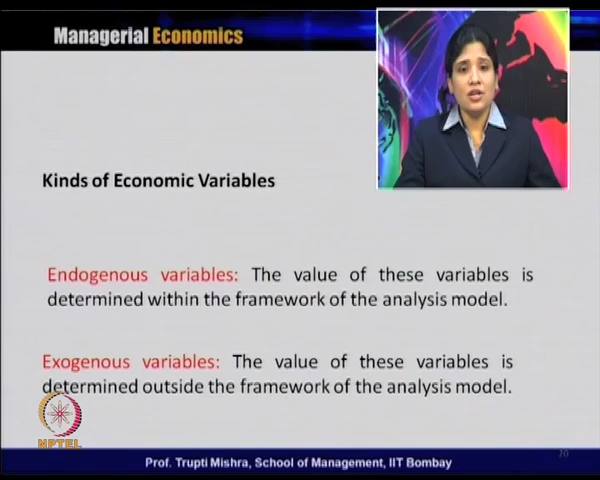 Managerial Economics
Kinds of Economic Variables
Endogenous variables: The value of these variables is
determined within the framework of the analysis model.
Exogenous variables: The value of these variables is
determined outside the framework of the analysis model.
NPTEL
Prof. Trupti Mishra, School of Management, IIT Bombay
20